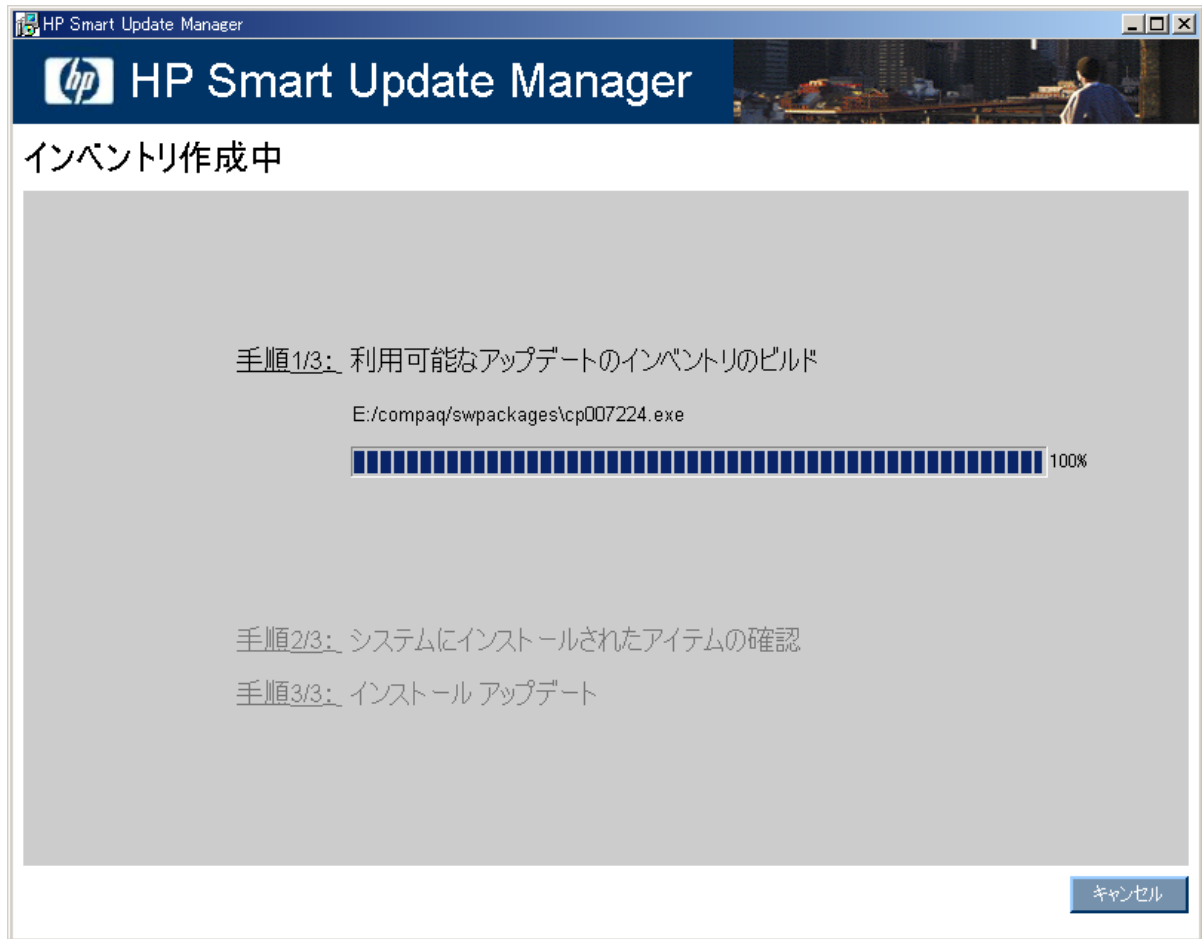 HP Smart Update Manager
hp HP Smart Update Manager
インベントリ作成中
手順1/3: 利用可能なアップデートのインベントリのビルド
E:/compaq/swpackages\cp007224.exe
100%
手順2/3: システムにインストールされたアイテムの確認
手順3/3: インストール アップデート
キャンセル